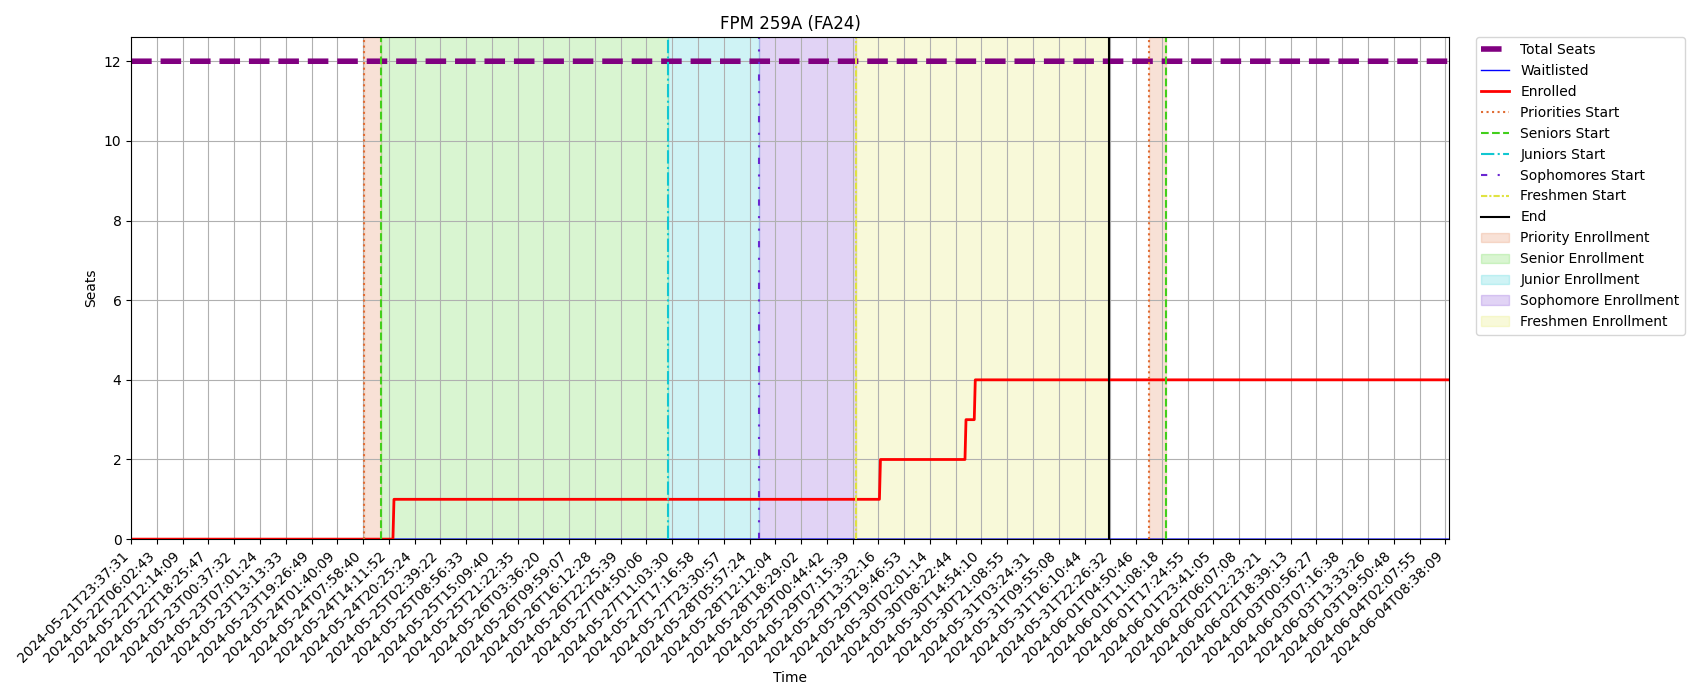 FPM 259A (FA24)
Total Seats
Waitlisted
Enrolled
Priorities Start
Seniors Start
Juniors Start
Sophomores Start
Freshmen Start
End
Priority Enrollment
Senior Enrollment
Junior Enrollment
Sophomore Enrollment
Freshmen Enrollment
Seats
12
10
8
6
4
2
0
2024-05-21T23:37:31
2024-05-22T06:02:43
2024-05-22T12:14:09
2024-05-22T18:25:47
2024-05-23T00:37:32
2024-05-23T07:01:24
2024-05-23T13:13:33
2024-05-23T19:26:49
2024-05-24T01:40:09
2024-05-24T07:58:40
2024-05-24T14:11:52
2024-05-24T20:25:24
2024-05-25T02:39:22
2024-05-25T08:56:33
2024-05-25T15:09:40
2024-05-25T21:22:35
2024-05-26T03:36:20
2024-05-26T09:59:07
2024-05-26T16:12:28
2024-05-26T22:25:39
2024-05-27T04:50:06
2024-05-27T11:03:30
2024-05-27T17:16:58
2024-05-27T23:30:57
2024-05-28T05:57:24
2024-05-28T12:12:04
2024-05-28T18:29:02
2024-05-29T00:44:42
2024-05-29T07:15:39
2024-05-29T13:32:16
2024-05-29T19:46:53
2024-05-30T02:01:14
2024-05-30T08:22:44
2024-05-30T14:54:10
2024-05-30T21:08:55
2024-05-31T03:24:31
2024-05-31T09:55:08
2024-05-31T16:10:44
2024-05-31T22:26:32
2024-06-01T04:50:46
2024-06-01T11:08:18
2024-06-01T17:24:55
2024-06-01T23:41:05
2024-06-02T06:07:08
2024-06-02T12:23:21
2024-06-02T18:39:13
2024-06-03T00:56:27
2024-06-03T07:16:38
2024-06-03T13:33:26
2024-06-03T19:50:48
2024-06-04T02:07:55
2024-06-04T08:38:09
Time